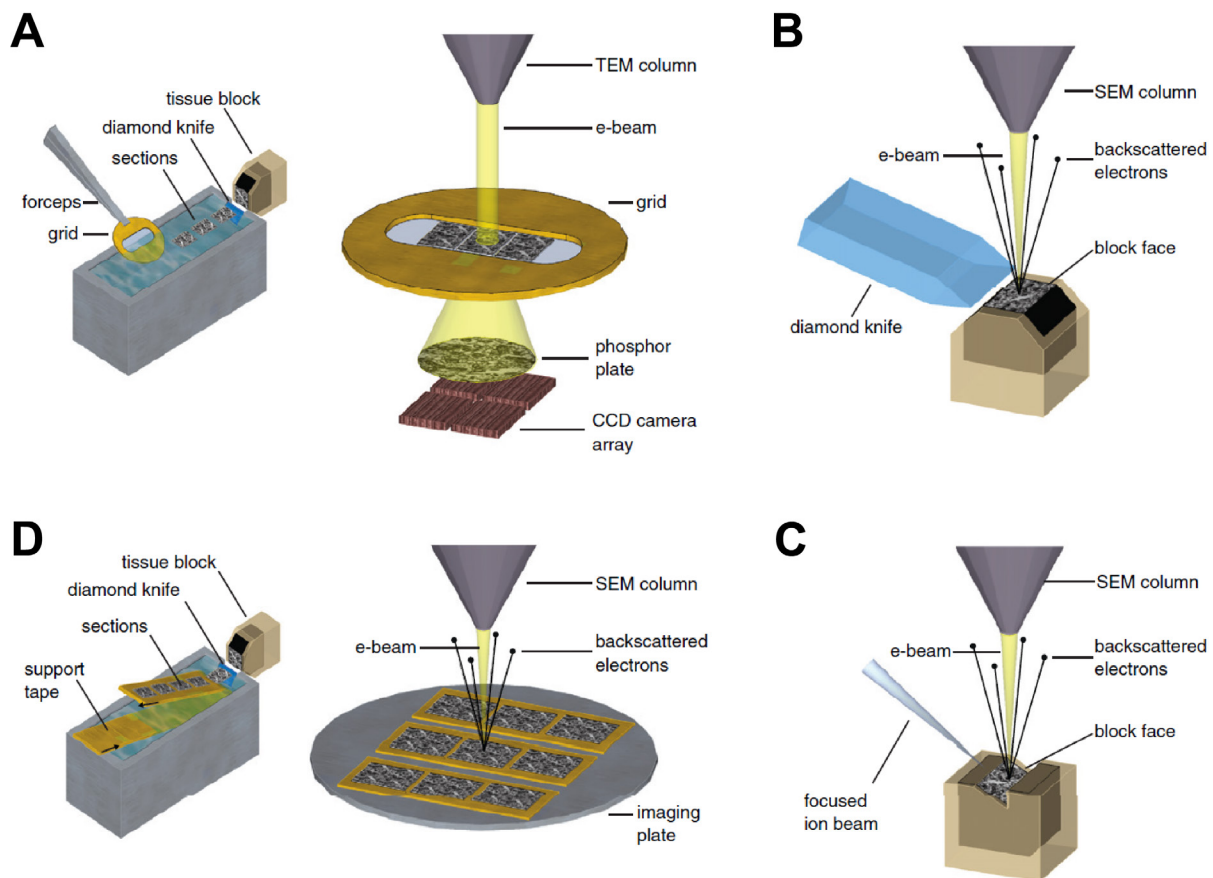 A
TEM column
tissue block
diamond knife
sections
e-beam
forceps
grid
grid
phosphor
plate
CCD camera
array
B
SEM column
e-beam
backscattered
electrons
block face
diamond knife
D
tissue block
diamond knife
sections
support
tape
SEM column
e-beam
backscattered
electrons
imaging
plate
C
SEM column
e-beam
backscattered
electrons
block face
focused
ion beam